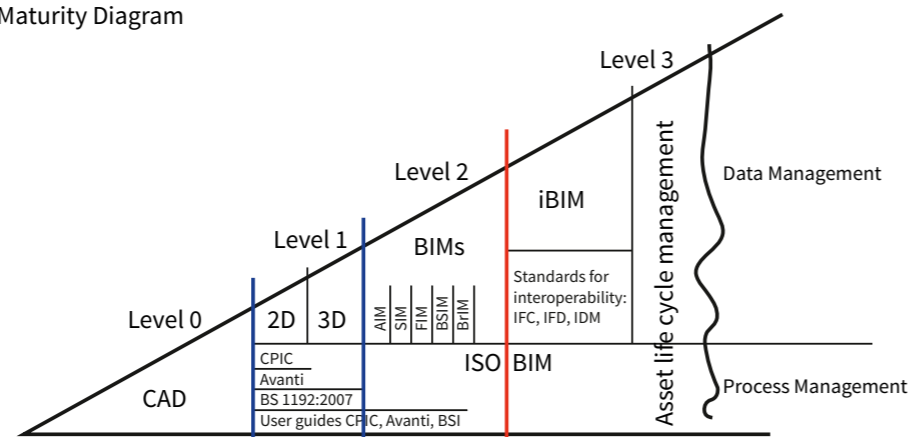 Maturity Diagram
Level 3
Level 2
Level 1
Level 0
Data Management
iBIM
BIMs
Asset life cycle management
Standards for
interoperability:
IFC, IFD, IDM
2D
3D
AIM
SIM
FIM
BSIM
BrIM
ISO BIM
CPIC
Avanti
BS 1192:2007
User guides CPIC, Avanti, BSI
CAD
Process Management